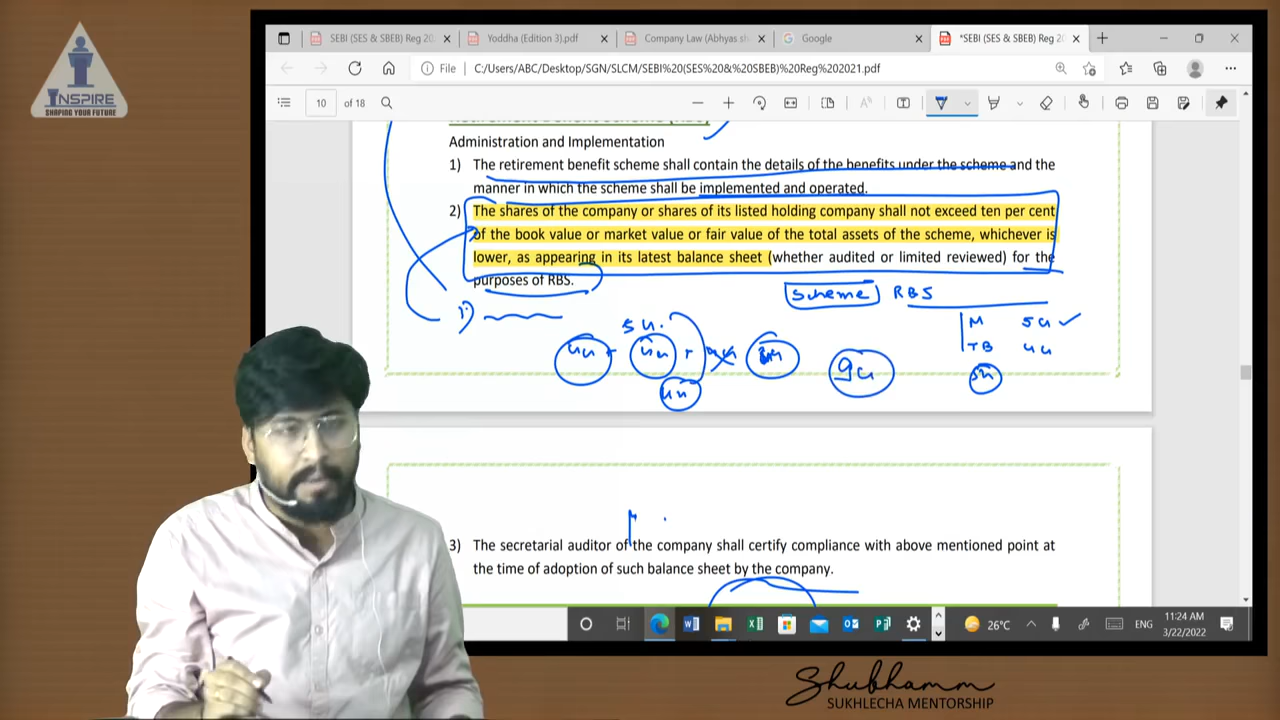 INSPIRE
SHAPING YOUR FUTURE
SEBI (SES & SBEB) Reg 20
Yoddha (Edition 3).pdf
Company Law (Abhyas sh
Google
*SEBI (SES & SBEB) Reg 2
File
C:/Users/ABC/Desktop/SGN/SLCM/SEBI%20(SES%20&%20SBEB)%20Reg%202021.pdf
10 of 18
Administration and Implementation
1) The retirement benefit scheme shall contain the details of the benefits under the scheme and the
manner in which the scheme shall be implemented and operated.
2) The shares of the company or shares of its listed holding company shall not exceed ten per cent
of the book value or market value or fair value of the total assets of the scheme, whichever is
lower, as appearing in its latest balance sheet (whether audited or limited reviewed) for the
purposes of RBS.
Scheme RBS
M 5u
TB 4u
5u.
3) The secretarial auditor of the company shall certify compliance with above mentioned point at
the time of adoption of such balance sheet by the company.
26°C
ENG
11:24 AM
3/22/2022
Shubhamm
SUKHLECHA MENTORSHIP